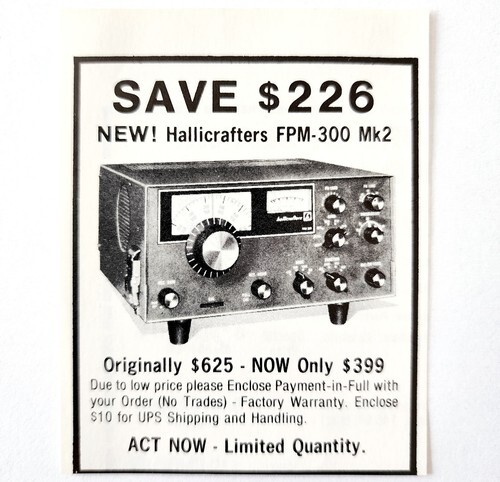 SAVE $226
NEW! Hallicrafters FPM-300 Mk2
hallicrafters
Originally $625 - NOW Only $399
Due to low price please Enclose Payment-in-Full with
your Order (No Trades) - Factory Warranty. Enclose
$10 for UPS Shipping and Handling.
ACT NOW - Limited Quantity.